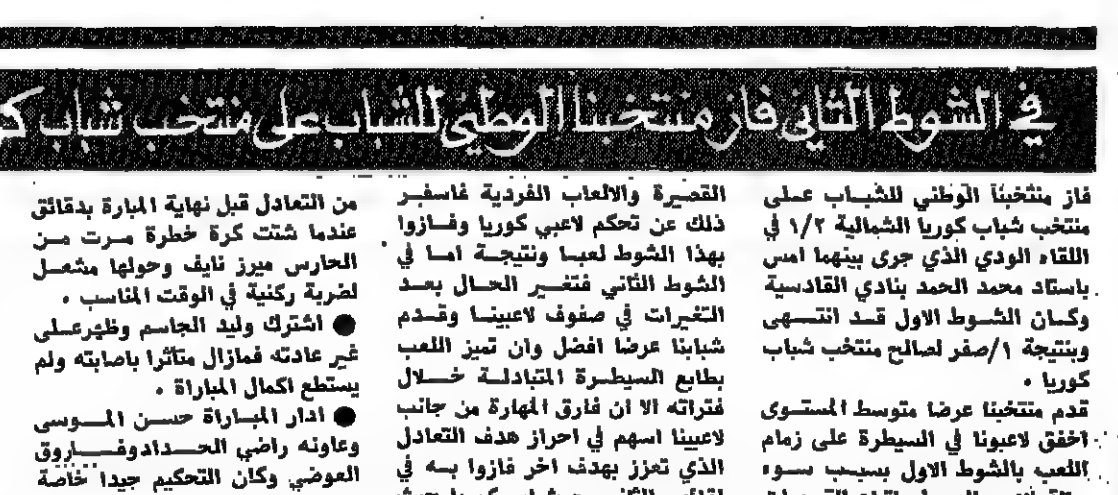 في الشوط الثاني فاز منتخبنا الوطني للشباب على منتخب شباب
فاز منتخبنا الوطني للشباب على
منتخب شباب كوريا الشمالية ١/٢ في
اللقاء الودي الذي جرى بينهما امس
باستاد محمد الحمد بنادي القادسية
وكان الشوط الاول قد انتهى
وبنتيجة ١/صفر لصالح منتخب شباب
كوريا .
قدم منتخبنا عرضا متوسط المستوى
اخفق لاعبونا في السيطرة على زمام
اللعب بالشوط الاول بسبب سوء
القصيرة والالعاب الفردية فاسفر
ذلك عن تحكم لاعبي كوريا وفازوا
بهذا الشوط لعبا ونتيجة اما في
الشوط الثاني فتغير الحال بعد
التغيرات في صفوف لاعبينا وقدم
شبابنا عرضا افضل وان تميز اللعب
بطابع السيطرة المتبادلة خلال
فتراته الا ان فارق المهارة من جانب
لاعبينا اسهم في احراز هدف التعادل
الذي تعزز بهدف اخر فازوا به في
من التعادل قبل نهاية المبارة بدقائق
عندما شتت كرة خطرة مرت من
الحارس ميرز نايف وحولها مشعل
لضربة ركنية في الوقت المناسب .
● اشترك وليد الجاسم وظهر على
غير عادته فمازال متأثرا باصابته ولم
يستطع اكمال المباراة .
● ادار المباراة حسن الموسى
وعاونه راضي الحداد وفاروق
العوضي وكان التحكيم جيدا خاصة